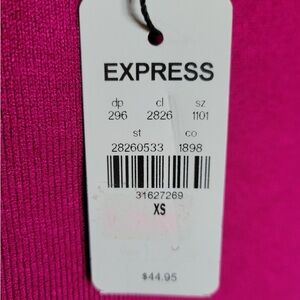 EXPRESS
dp cl sz
296 2826 1101
st co
28260533 1898
31627269
XS
$44.95